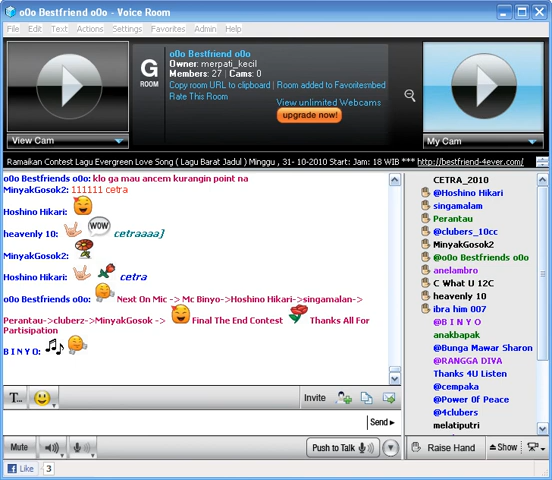 o0o Bestfriend o0o - Voice Room
File Edit Text Actions Settings Favorites Admin Help
G
ROOM
o0o Bestfriend o0o
Owner: merpati_kecil
Members: 27 | Cams: 0
Copy room URL to clipboard | Room added to Favorites
Rate This Room
View unlimited Webcams
upgrade now!
View Cam
My Cam
Ramaikan Contest Lagu Evergreen Love Song ( Lagu Barat Jadul ) Minggu , 31- 10-2010 Start: Jam: 18 WIB *** http://bestfriend-4ever.com/
o0o Bestfriends o0o: klo ga mau ancem kurangin point na
MinyakGosok2: 111111 cetra
Hoshino Hikari:
heavenly 10: WOW cetraaaa}
MinyakGosok2:
Hoshino Hikari: cetra
o0o Bestfriends o0o: Next On Mic -> Mc Binyo->Hoshino Hikari->singamalan->
Perantau->cluberz->MinyakGosok -> Final The End Contest Thanks All For
Partisipation
B I N Y O:
CETRA_2010
@Hoshino Hikari
singamalam
Perantau
@clubers_10cc
MinyakGosok2
@o0o Bestfriends o0o
anelambro
C What U 12C
heavenly 10
ibra him 007
@B I N Y O
anakbapak
@Bunga Mawar Sharon
@RANGGA DIVA
Thanks 4U Listen
@cempaka
@Power 0f Peace
@4clubers
melatiputri
T...
Invite
Send
Mute
Push to Talk
Raise Hand
Show
Like 3